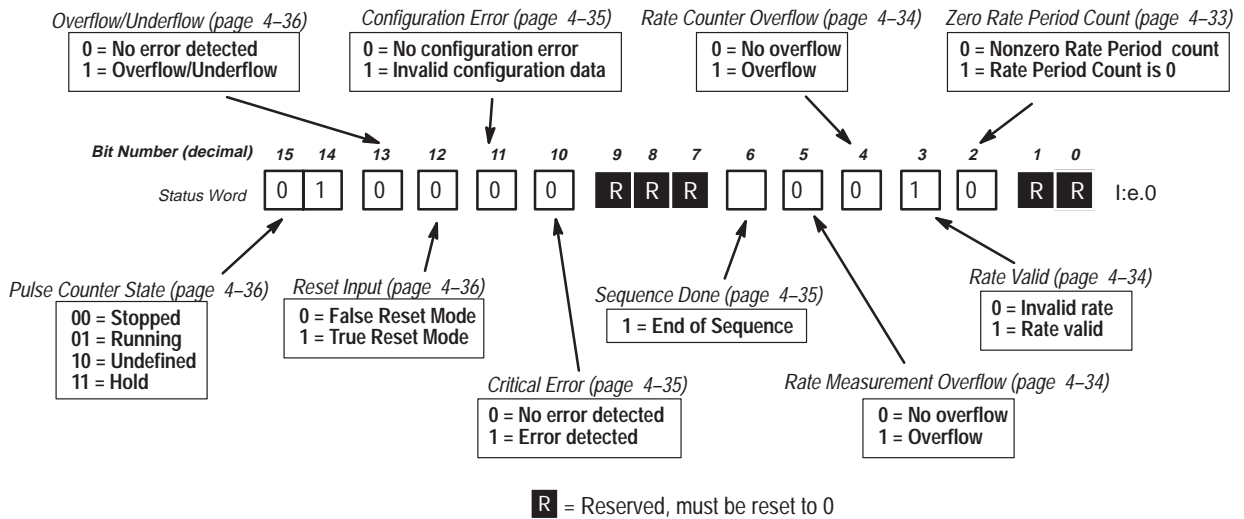 Overflow/Underflow (page 4–36)
0 = No error detected
1 = Overflow/Underflow
Configuration Error (page 4–35)
0 = No configuration error
1 = Invalid configuration data
Rate Counter Overflow (page 4–34)
0 = No overflow
1 = Overflow
Zero Rate Period Count (page 4–33)
0 = Nonzero Rate Period count
1 = Rate Period Count is 0
Bit Number (decimal) 15 14 13 12 11 10 9 8 7 6 5 4 3 2 1 0
Status Word 0 1 0 0 0 0 R R R 0 0 1 0 R R I:e.0
Pulse Counter State (page 4–36)
00 = Stopped
01 = Running
10 = Undefined
11 = Hold
Reset Input (page 4–36)
0 = False Reset Mode
1 = True Reset Mode
Critical Error (page 4–35)
0 = No error detected
1 = Error detected
Sequence Done (page 4–35)
1 = End of Sequence
Rate Measurement Overflow (page 4–34)
0 = No overflow
1 = Overflow
Rate Valid (page 4–34)
0 = Invalid rate
1 = Rate valid
R = Reserved, must be reset to 0